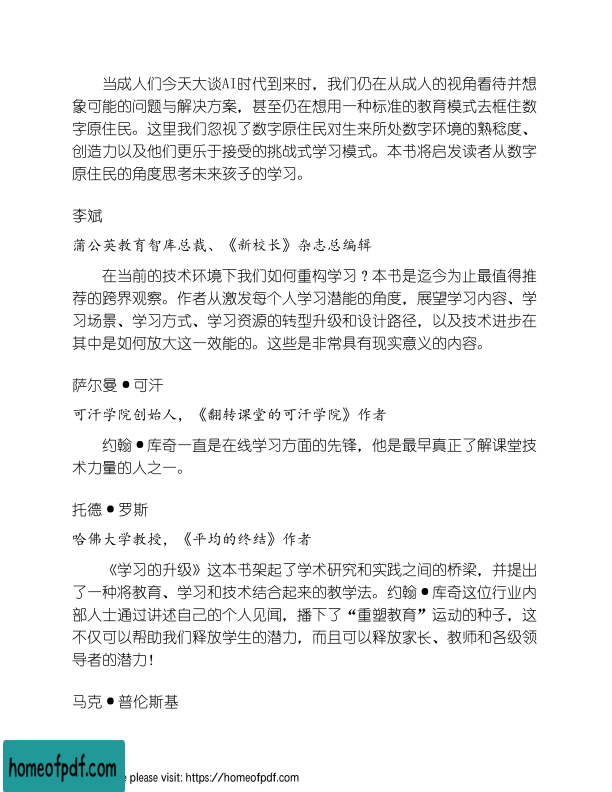 当成人们今天大谈AI时代到来时，我们仍在从成人的视角看待并想
象可能的问题与解决方案，甚至仍在想用一种标准的教育模式去框住数
字原住民。这里我们忽视了数字原住民对生来所处数字环境的熟稔度、
创造力以及他们更乐于接受的挑战式学习模式。本书将启发读者从数字
原住民的角度思考未来孩子的学习。
李斌
蒲公英教育智库总裁、《新校长》杂志总编辑
在当前的技术环境下我们如何重构学习？本书是迄今为止最值得推
荐的跨界观察。作者从激发每个人学习潜能的角度，展望学习内容、学
习场景、学习方式、学习资源的转型升级和设计路径，以及技术进步在
其中是如何放大这一效能的。这些是非常具有现实意义的内容。
萨尔曼●可汗
可汗学院创始人，《翻转课堂的可汗学院》作者
约翰●库奇一直是在线学习方面的先锋，他是最早真正了解课堂技
术力量的人之一。
托德●罗斯
哈佛大学教授，《平均的终结》作者
《学习的升级》这本书架起了学术研究和实践之间的桥梁，并提出
了一种将教育、学习和技术结合起来的教学法。约翰●库奇这位行业内
部人士通过讲述自己的个人见闻，播下了“重塑教育”运动的种子，这
不仅可以帮助我们释放学生的潜力，而且可以释放家长、教师和各级领
导者的潜力！
马克●普伦斯基
homeofpdf.com
e please visit: https://homeofpdf.com